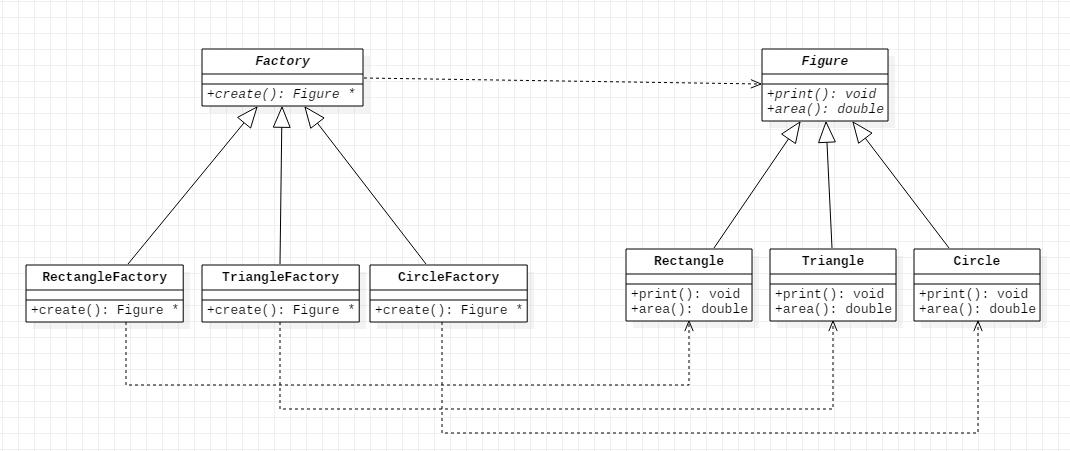 Factory
+create(): Figure *
Figure
+print(): void
+area(): double
RectangleFactory
+create(): Figure *
TriangleFactory
+create(): Figure *
CircleFactory
+create(): Figure *
Rectangle
+print(): void
+area(): double
Triangle
+print(): void
+area(): double
Circle
+print(): void
+area(): double